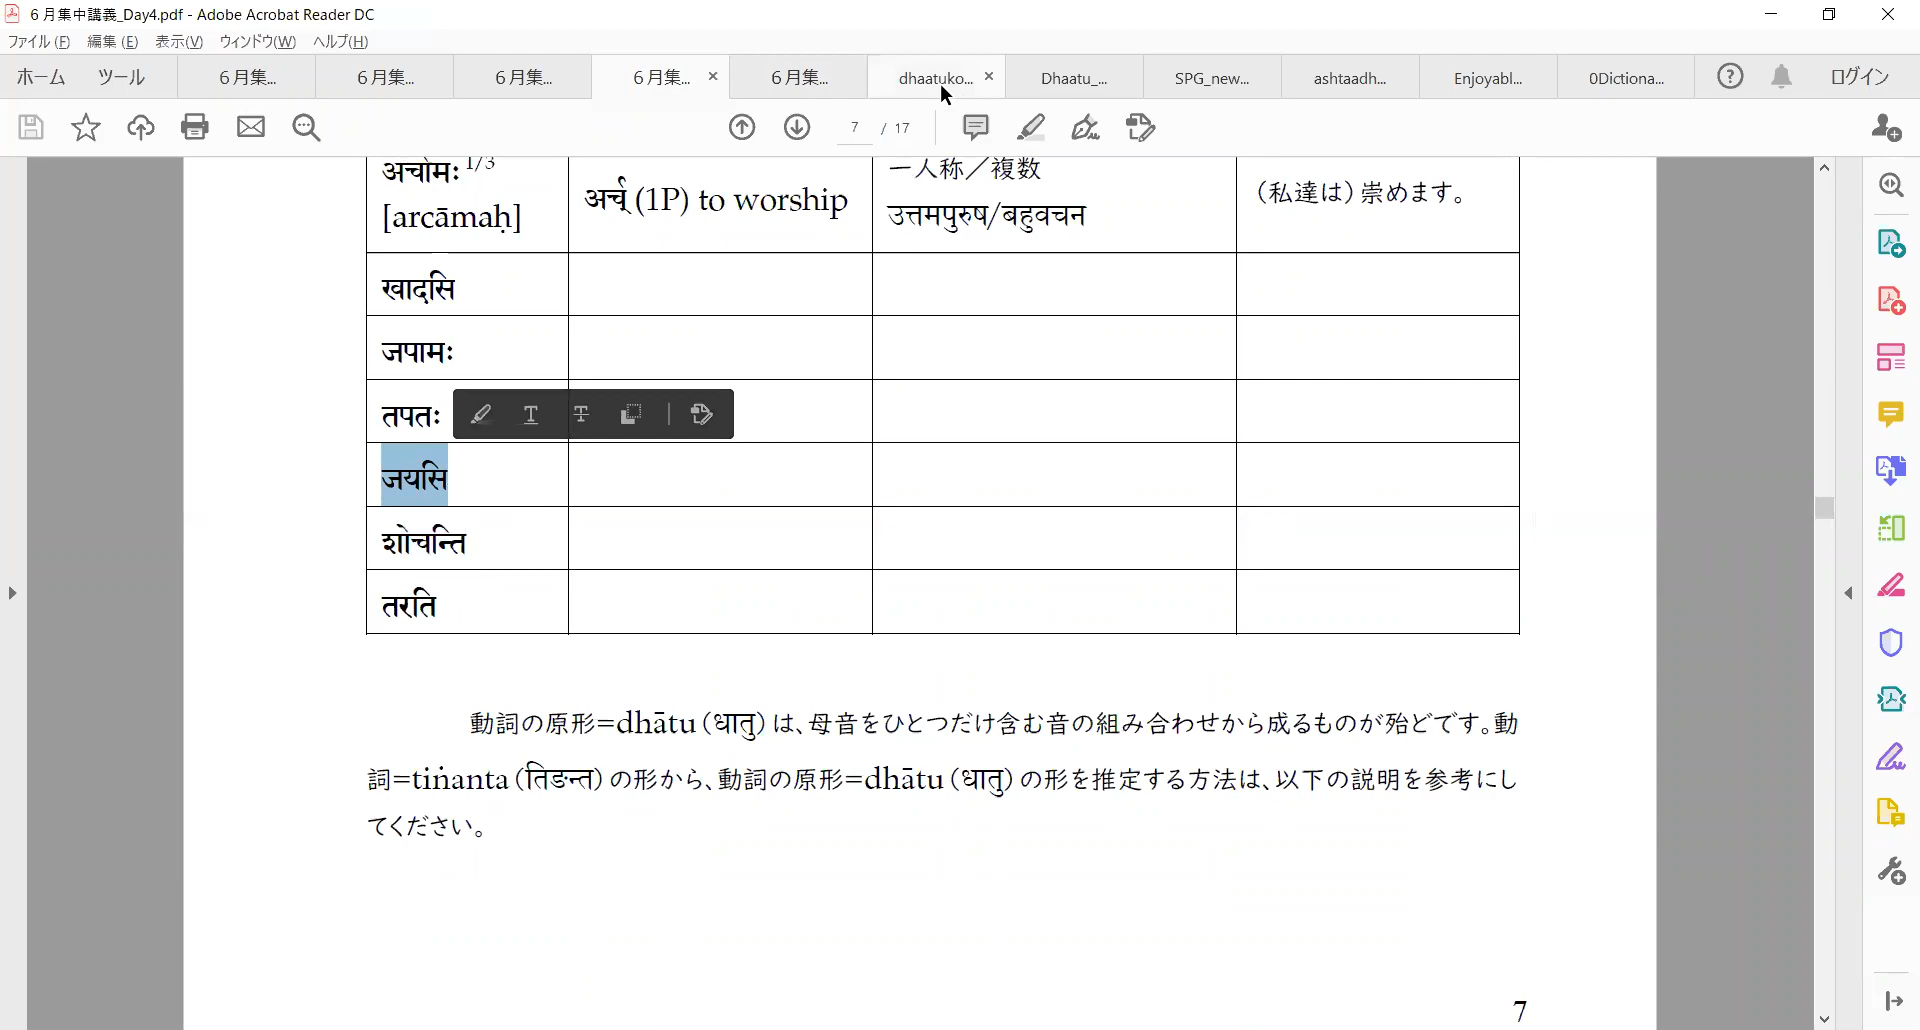 6 月集中講義_Day4.pdf - Adobe Acrobat Reader DC
ファイル(F) 編集(E) 表示(V) ウィンドウ(W) ヘルプ(H)
ホーム ツール 6月集... 6月集... 6月集... 6月集... 6月集... dhaatuko... Dhaatu_... SPG_new... ashtaadh... Enjoyabl... 0Dictiona... ログイン
7 / 17
अर्चामः 1/3
[arcāmaḥ]
अर्च् (1P) to worship
一人称／複数
उत्तमपुरुष/बहुवचन
(私達は)崇めます。
खादसि
जपामः
तपतः
जयसि
शोचन्ति
तरति
動詞の原形=dhātu(धातु)は、母音をひとつだけ含む音の組み合わせから成るものが殆どです。動
詞=tiṅanta(तिङन्त)の形から、動詞の原形=dhātu(धातु)の形を推定する方法は、以下の説明を参考にし
てください。
7